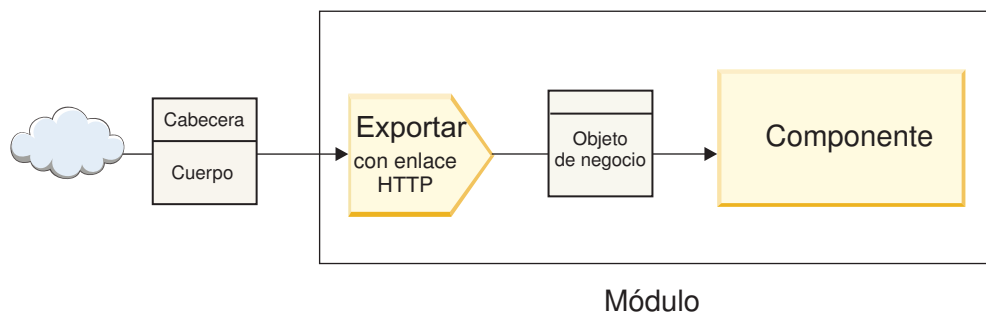 Cabecera
Cuerpo
Exportar
con enlace
HTTP
Objeto
de negocio
Componente
Módulo